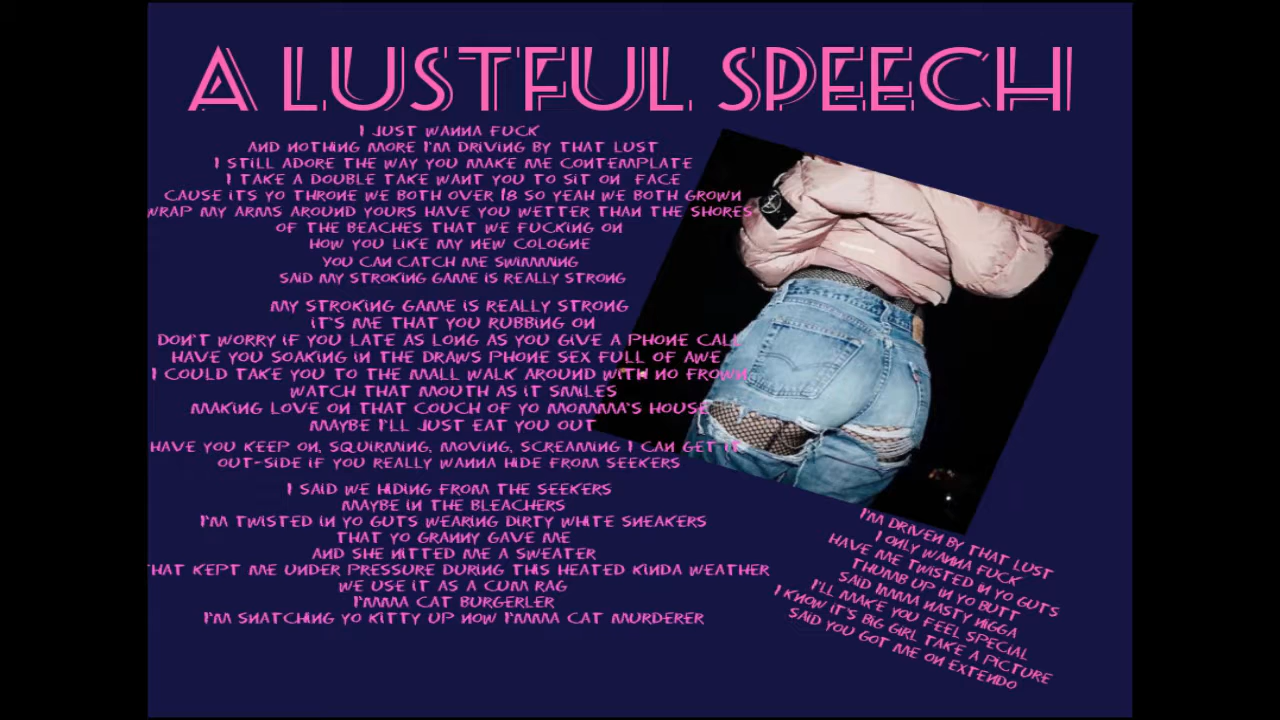 A LUSTFUL SPEECH
I JUST WANNA FUCK
AND NOTHING MORE I'M DRIVING BY THAT LUST
I STILL ADORE THE WAY YOU MAKE ME CONTEMPLATE
I TAKE A DOUBLE TAKE WANT YOU TO SIT ON FACE
CAUSE ITS YO THRONE WE BOTH OVER 18 SO YEAH WE BOTH GROWN
WRAP MY ARMS AROUND YOURS HAVE YOU WETTER THAN THE SHORES
OF THE BEACHES THAT WE FUCKING ON
HOW YOU LIKE MY NEW COLOGNE
YOU CAN CATCH ME SWIMMING
SAID MY STROKING GAME IS REALLY STRONG
MY STROKING GAME IS REALLY STRONG
IT'S ME THAT YOU RUBBING ON
DON'T WORRY IF YOU LATE AS LONG AS YOU GIVE A PHONE CALL
HAVE YOU SOAKING IN THE DRAWS PHONE SEX FULL OF AWE
I COULD TAKE YOU TO THE MALL WALK AROUND WITH NO FROWN
WATCH THAT MOUTH AS IT SMILES
MAKING LOVE ON THAT COUCH OF YO MOMMA'S HOUSE
MAYBE I'LL JUST EAT YOU OUT
HAVE YOU KEEP ON, SQUIRMING, MOVING, SCREAMING I CAN GET IT
OUT-SIDE IF YOU REALLY WANNA HIDE FROM SEEKERS
I SAID WE HIDING FROM THE SEEKERS
MAYBE IN THE BLEACHERS
I'M TWISTED IN YO GUTS WEARING DIRTY WHITE SNEAKERS
THAT YO GRANNY GAVE ME
AND SHE NITTED ME A SWEATER
THAT KEPT ME UNDER PRESSURE DURING THIS HEATED KINDA WEATHER
WE USE IT AS A CUM RAG
I'MMA CAT BURGERLER
I'M SNATCHING YO KITTY UP NOW I'MMA CAT MURDERER
I'M DRIVEN BY THAT LUST
I ONLY WANNA FUCK
HAVE ME TWISTED IN YO GUTS
THUMB UP IN YO BUTT
SAID IMMA NASTY NIGGA
I'LL MAKE YOU FEEL SPECIAL
I KNOW IT'S BIG GIRL TAKE A PICTURE
SAID YOU GOT ME ON EXTENDO